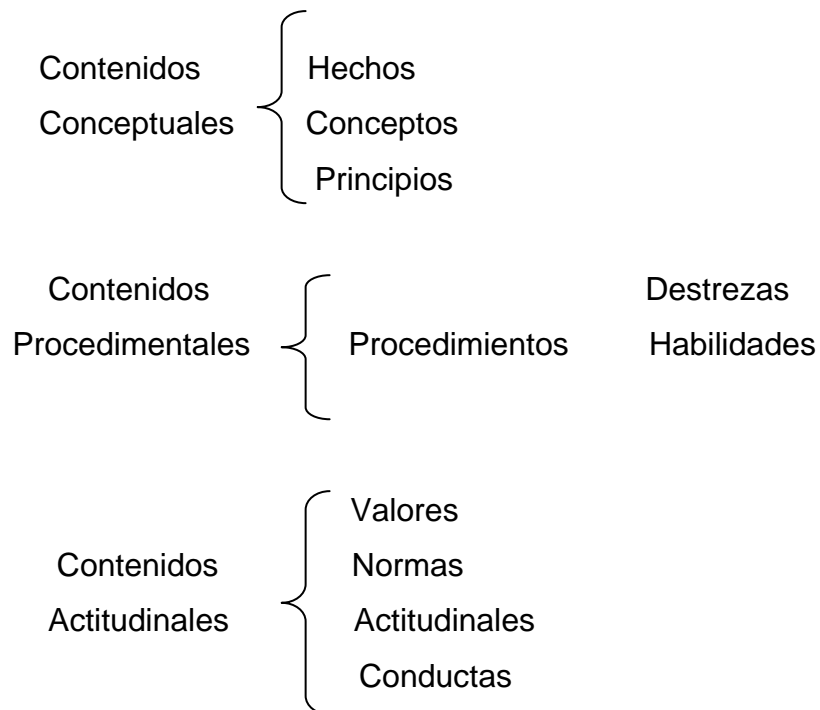 Contenidos Hechos
Conceptuales Conceptos
Principios
Contenidos Destrezas
Procedimentales Procedimientos Habilidades
Valores
Contenidos Normas
Actitudinales Actitudinales
Conductas